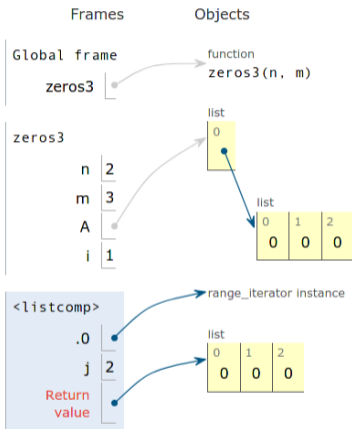 Frames Objects
Global frame
zeros3
function
zeros3(n, m)
zeros3
n 2
m 3
A
i 1
list
0
list
0 1 2
0 0 0
<listcomp>
.0
j 2
Return
value
range_iterator instance
list
0 1 2
0 0 0